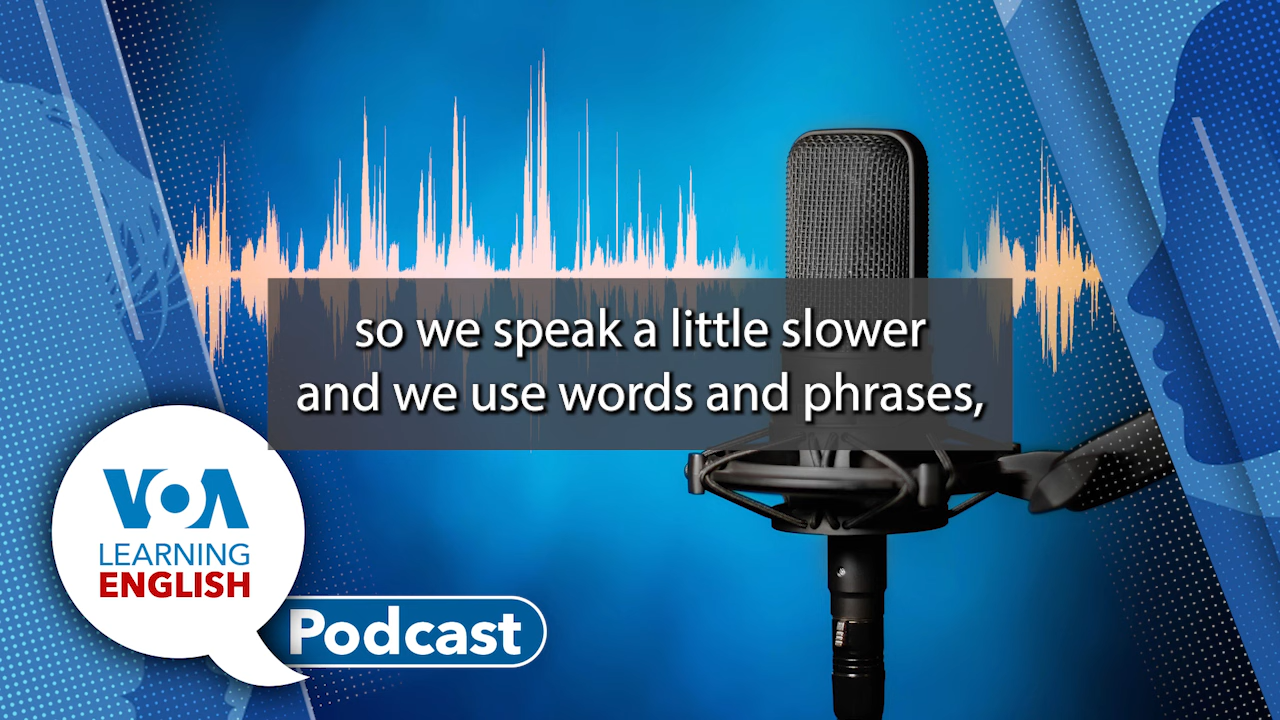 so we speak a little slower
and we use words and phrases,
VOA
LEARNING
ENGLISH
Podcast